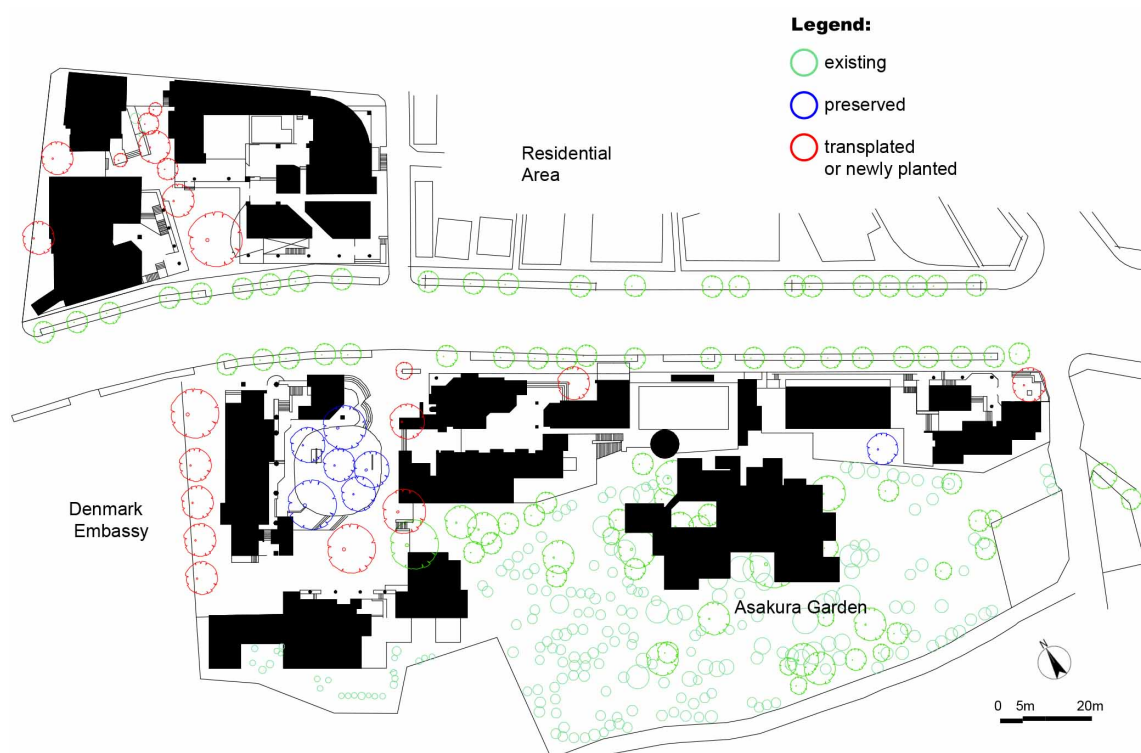 Legend:
existing
preserved
transplated
or newly planted
Residential
Area
Denmark
Embassy
Asakura Garden
N
0 5m 20m